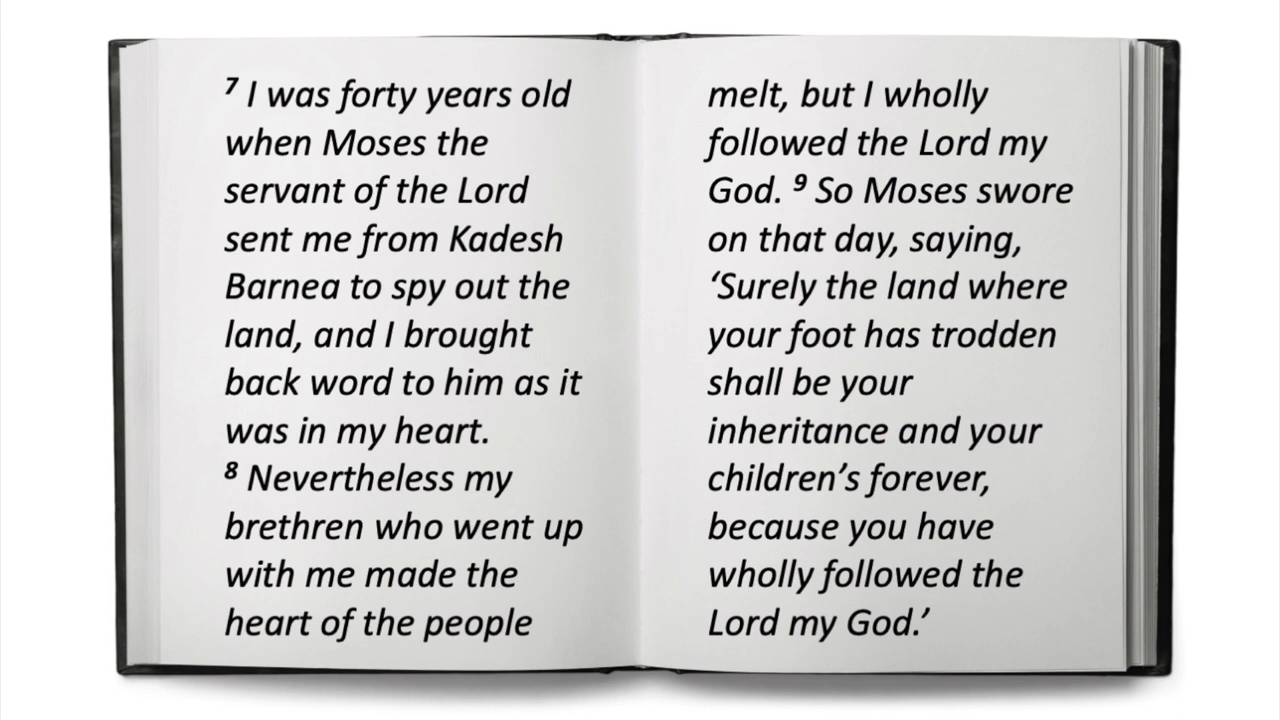 ⁷ I was forty years old
when Moses the
servant of the Lord
sent me from Kadesh
Barnea to spy out the
land, and I brought
back word to him as it
was in my heart.
⁸ Nevertheless my
brethren who went up
with me made the
heart of the people
melt, but I wholly
followed the Lord my
God. ⁹ So Moses swore
on that day, saying,
‘Surely the land where
your foot has trodden
shall be your
inheritance and your
children’s forever,
because you have
wholly followed the
Lord my God.’